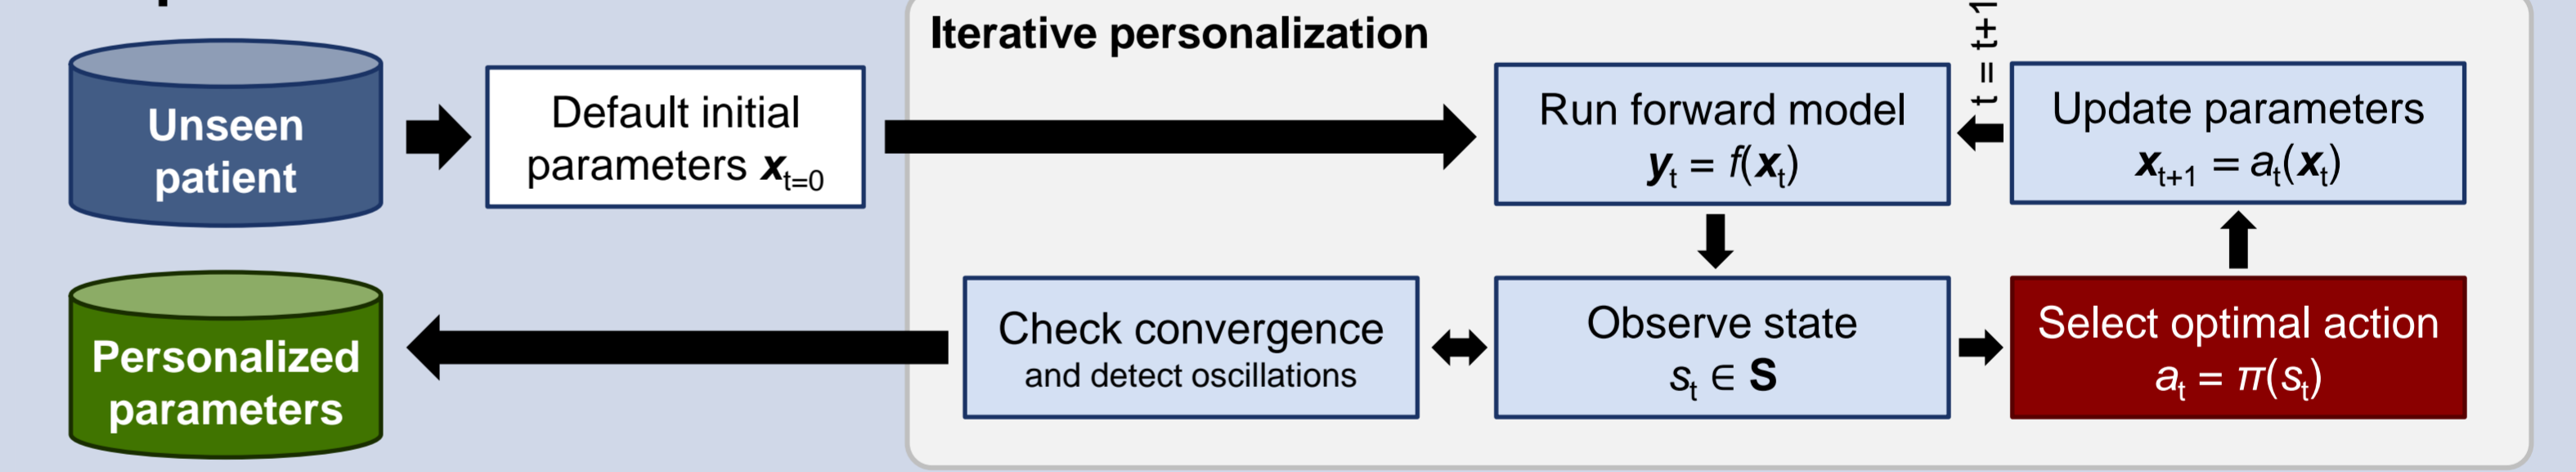 Iterative personalization
Unseen
patient
Default initial
parameters x_{t=0}
Run forward model
y_t = f(x_t)
t = t+1
Update parameters
x_{t+1} = a_t(x_t)
Personalized
parameters
Check convergence
and detect oscillations
Observe state
s_t ∈ S
Select optimal action
a_t = π(s_t)